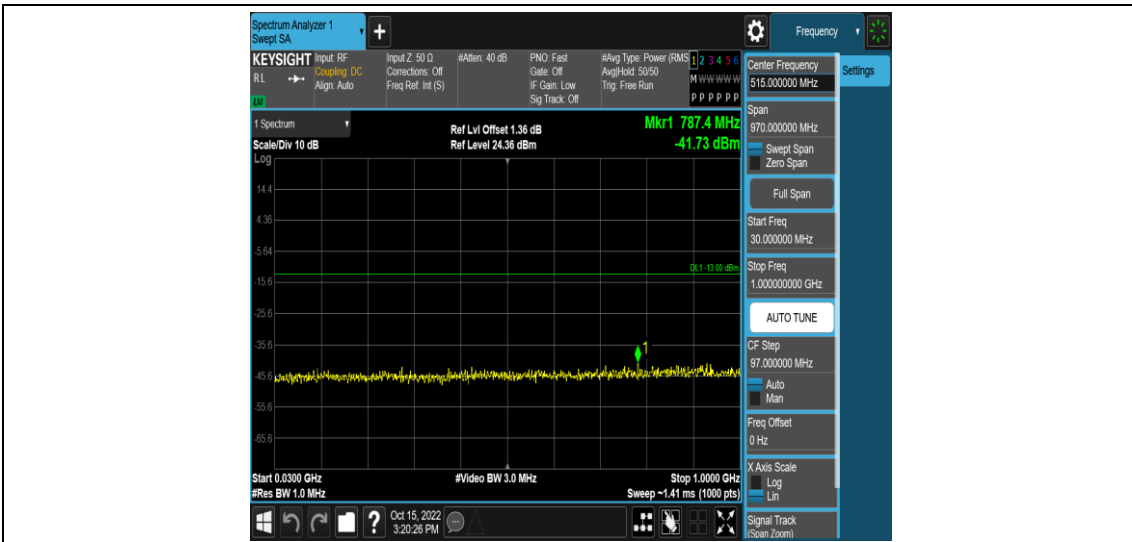 Spectrum Analyzer 1
Swept SA
+
Frequency
KEYSIGHT
RL
LNI
Input: RF
Coupling: DC
Align: Auto
Input Z: 50 Ω
Corrections: Off
Freq Ref: Int (S)
#Atten: 40 dB
PNO: Fast
Gate: Off
IF Gain: Low
Sig Track: Off
#Avg Type: Power (RMS
Avg|Hold: 50/50
Trig: Free Run
1 2 3 4 5 6
M W W W W W
P P P P P P
Center Frequency
515.000000 MHz
Settings
1 Spectrum
Scale/Div 10 dB
Ref Lvl Offset 1.36 dB
Ref Level 24.36 dBm
Mkr1 787.4 MHz
-41.73 dBm
Log
14.4
4.36
-5.64
-15.6
-25.6
-35.6
-45.6
-55.6
-65.6
DL1 -13.00 dBm
1
Start 0.0300 GHz
#Res BW 1.0 MHz
#Video BW 3.0 MHz
Stop 1.0000 GHz
Sweep ~1.41 ms (1000 pts)
Span
970.000000 MHz
Swept Span
Zero Span
Full Span
Start Freq
30.000000 MHz
Stop Freq
1.000000000 GHz
AUTO TUNE
CF Step
97.000000 MHz
Auto
Man
Freq Offset
0 Hz
X Axis Scale
Log
Lin
Signal Track
(Span Zoom)
?
Oct 15, 2022
3:20:26 PM